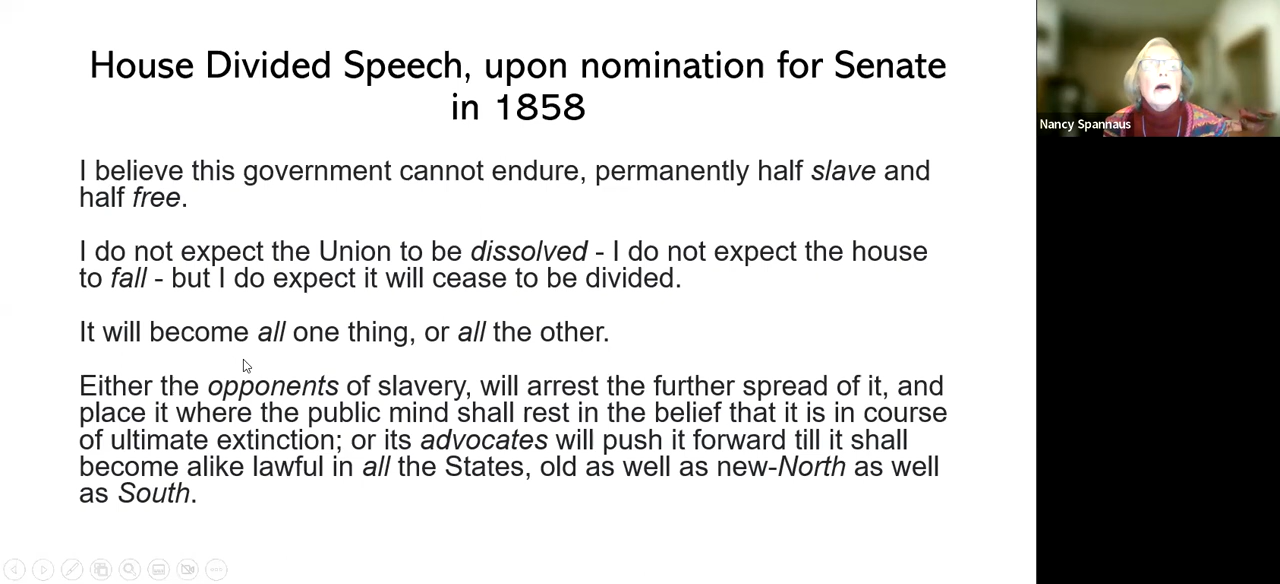 House Divided Speech, upon nomination for Senate
in 1858
I believe this government cannot endure, permanently half slave and
half free.
I do not expect the Union to be dissolved - I do not expect the house
to fall - but I do expect it will cease to be divided.
It will become all one thing, or all the other.
Either the opponents of slavery, will arrest the further spread of it, and
place it where the public mind shall rest in the belief that it is in course
of ultimate extinction; or its advocates will push it forward till it shall
become alike lawful in all the States, old as well as new-North as well
as South.
Nancy Spannaus